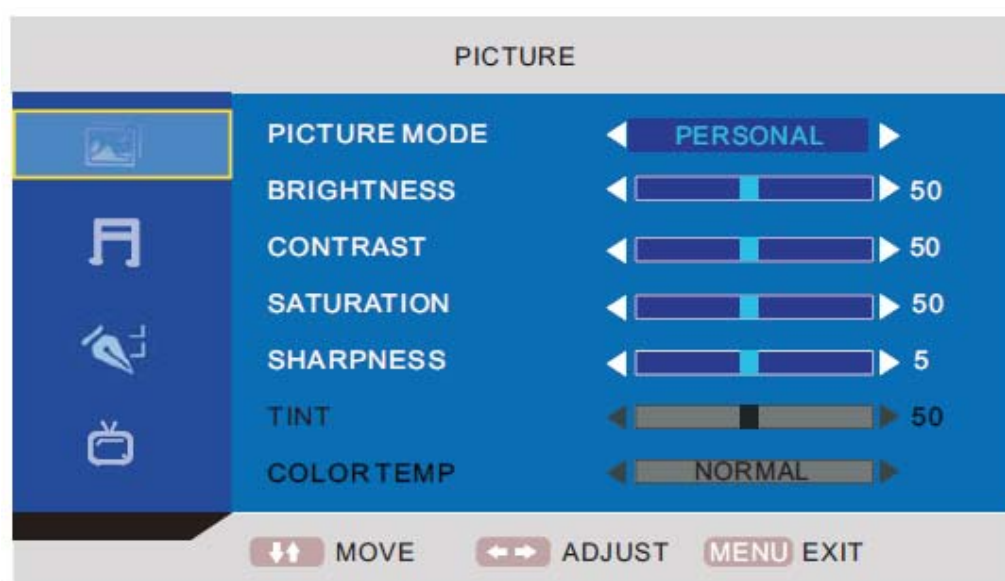 PICTURE
PICTURE MODE PERSONAL
BRIGHTNESS 50
CONTRAST 50
SATURATION 50
SHARPNESS 5
TINT 50
COLOR TEMP NORMAL
MOVE ADJUST MENU EXIT